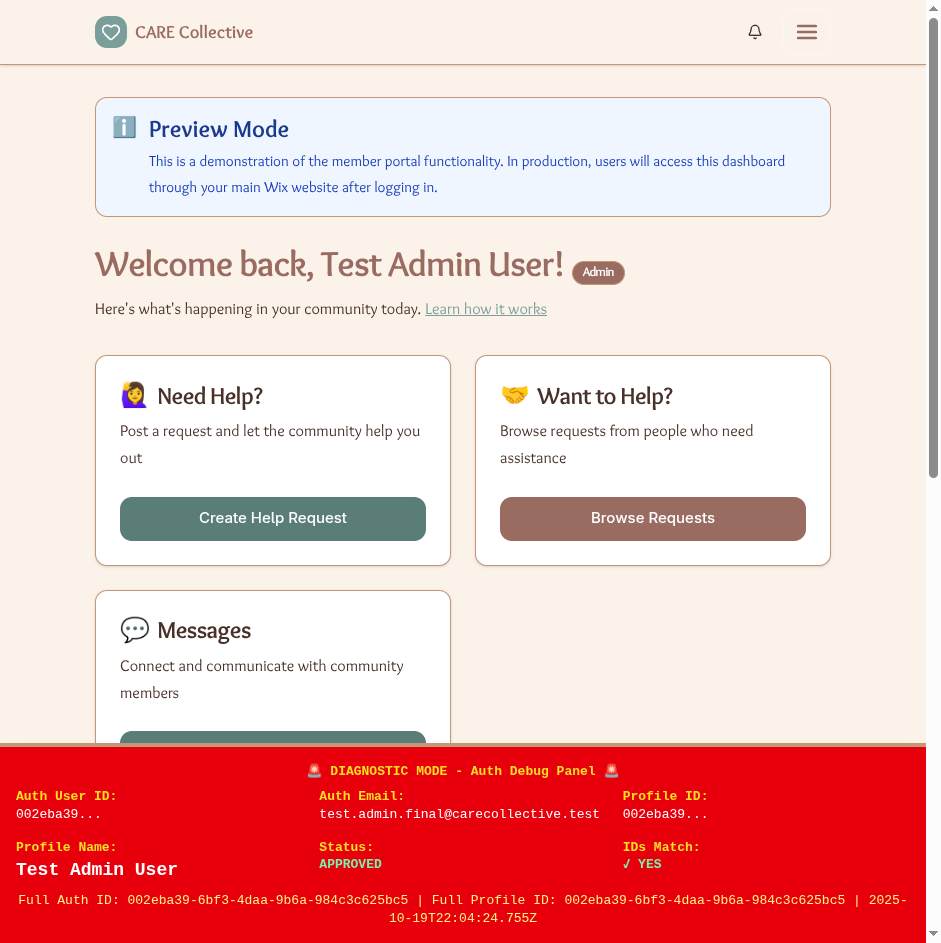 CARE Collective
Preview Mode
This is a demonstration of the member portal functionality. In production, users will access this dashboard
through your main Wix website after logging in.
Welcome back, Test Admin User! Admin
Here's what's happening in your community today. Learn how it works
Need Help?
Post a request and let the community help you
out
Create Help Request
Want to Help?
Browse requests from people who need
assistance
Browse Requests
Messages
Connect and communicate with community
members
🚨 DIAGNOSTIC MODE - Auth Debug Panel 🚨
Auth User ID:
002eba39...
Auth Email:
test.admin.final@carecollective.test
Profile ID:
002eba39...
Profile Name:
Test Admin User
Status:
APPROVED
IDs Match:
✓ YES
Full Auth ID: 002eba39-6bf3-4daa-9b6a-984c3c625bc5 | Full Profile ID: 002eba39-6bf3-4daa-9b6a-984c3c625bc5 | 2025-
10-19T22:04:24.755Z